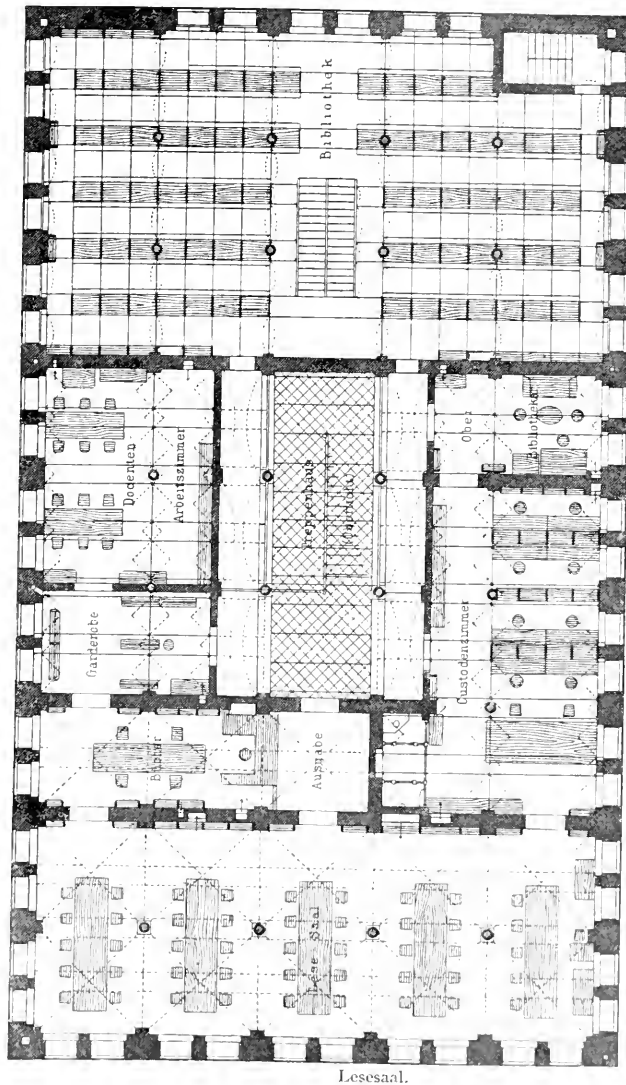 Bibliothek
Ober
Bibliothekar
Docenten
Arbeitszimmer
Treppenhaus
Garderobe
Custodenzimmer
Ausgabe
Lese Saal
Lesesaal.